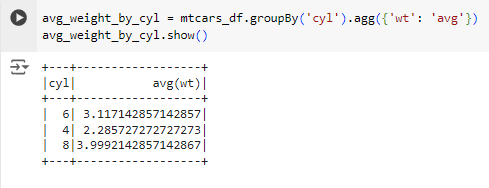 avg_weight_by_cyl = mtcars_df.groupBy('cyl').agg({'wt': 'avg'})
avg_weight_by_cyl.show()
+---+------------------+
|cyl|           avg(wt)|
+---+------------------+
|  6| 3.117142857142857|
|  4| 2.285727272727273|
|  8|3.9992142857142867|
+---+------------------+